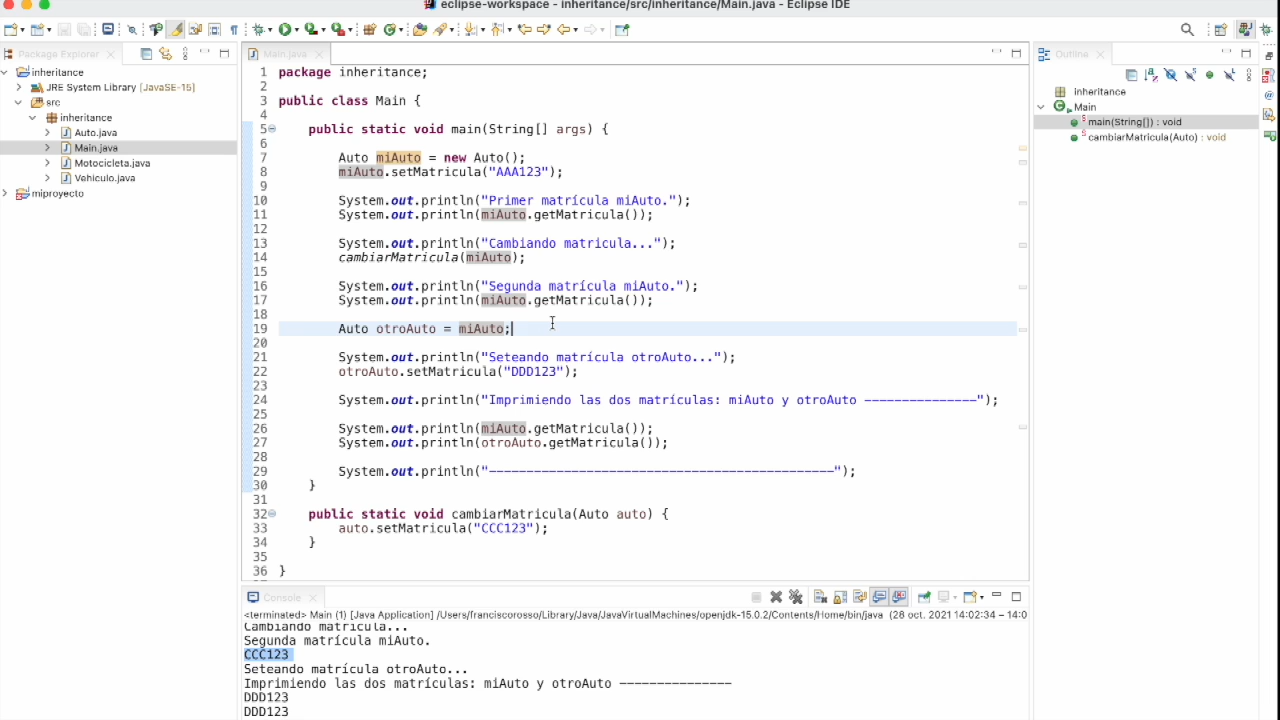 eclipse-workspace - inheritance/src/inheritance/Main.java - Eclipse IDE
Package Explorer
inheritance
JRE System Library [JavaSE-15]
src
inheritance
Auto.java
Main.java
Motocicleta.java
Vehiculo.java
miproyecto
Main.java
1 package inheritance;
2
3 public class Main {
4
5 public static void main(String[] args) {
6
7 Auto miAuto = new Auto();
8 miAuto.setMatricula("AAA123");
9
10 System.out.println("Primer matrícula miAuto.");
11 System.out.println(miAuto.getMatricula());
12
13 System.out.println("Cambiando matricula...");
14 cambiarMatricula(miAuto);
15
16 System.out.println("Segunda matrícula miAuto.");
17 System.out.println(miAuto.getMatricula());
18
19 Auto otroAuto = miAuto;
20
21 System.out.println("Seteando matrícula otroAuto...");
22 otroAuto.setMatricula("DDD123");
23
24 System.out.println("Imprimiendo las dos matrículas: miAuto y otroAuto ---------------");
25
26 System.out.println(miAuto.getMatricula());
27 System.out.println(otroAuto.getMatricula());
28
29 System.out.println("----------------------------------------------");
30 }
31
32 public static void cambiarMatricula(Auto auto) {
33 auto.setMatricula("CCC123");
34 }
35
36 }
Outline
inheritance
Main
main(String[]) : void
cambiarMatricula(Auto) : void
Console
<terminated> Main (1) [Java Application] /Users/franciscorosso/Library/Java/JavaVirtualMachines/openjdk-15.0.2/Contents/Home/bin/java (28 oct. 2021 14:02:34 – 14:0
Cambiando matricula...
Segunda matrícula miAuto.
CCC123
Seteando matrícula otroAuto...
Imprimiendo las dos matrículas: miAuto y otroAuto ---------------
DDD123
DDD123